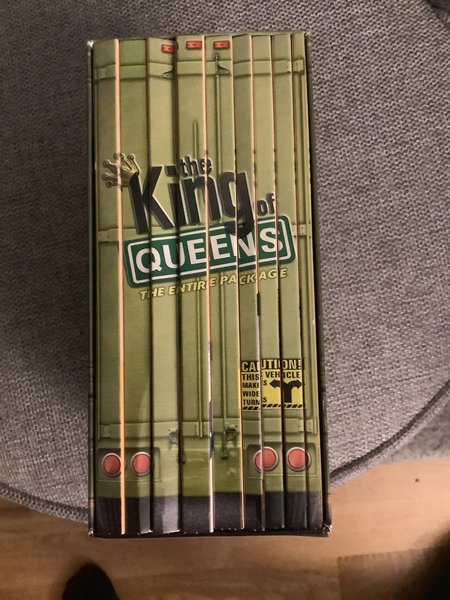 the
King of
QUEENS
THE ENTIRE PACKAGE
CAUTION!
THIS VEHICLE
MAKES
WIDE
TURNS